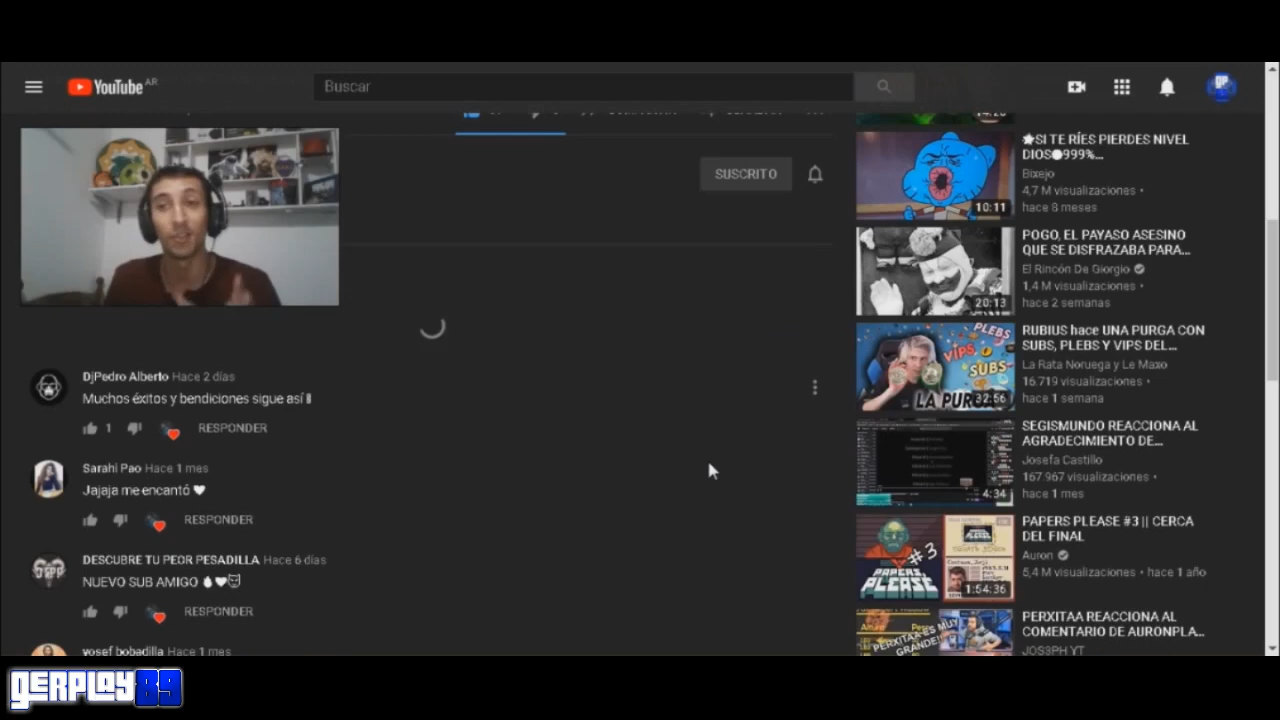 YouTube AR
Buscar
SUSCRITO
DjPedro Alberto Hace 2 días
Muchos éxitos y bendiciones sigue así
1 RESPONDER
Sarahi Pao Hace 1 mes
Jajaja me encantó ♥
RESPONDER
DESCUBRE TU PEOR PESADILLA Hace 6 días
NUEVO SUB AMIGO
RESPONDER
yosef bobadilla Hace 1 mes
14:28
★SI TE RÍES PIERDES NIVEL
DIOS●999%...
Bixejo
4,7 M visualizaciones •
hace 8 meses
10:11
POGO, EL PAYASO ASESINO
QUE SE DISFRAZABA PARA...
El Rincón De Giorgio
1,4 M visualizaciones •
hace 2 semanas
20:13
RUBIUS hace UNA PURGA CON
SUBS, PLEBS Y VIPS DEL...
La Rata Noruega y Le Maxo
16.719 visualizaciones •
hace 1 semana
PLEBS
VIPS
SUBS
LA PURGA
32:56
SEGISMUNDO REACCIONA AL
AGRADECIMIENTO DE...
Josefa Castillo
167.967 visualizaciones •
hace 1 mes
4:34
PAPERS PLEASE #3 || CERCA
DEL FINAL
Auron
5,4 M visualizaciones • hace 1 año
#3
PAPERS,
PLEASE
1:54:36
PERXITAA REACCIONA AL
COMENTARIO DE AURONPLA...
JOS3PH YT
PERXITAA ES MUY
GRANDE!!
GERPLAY89